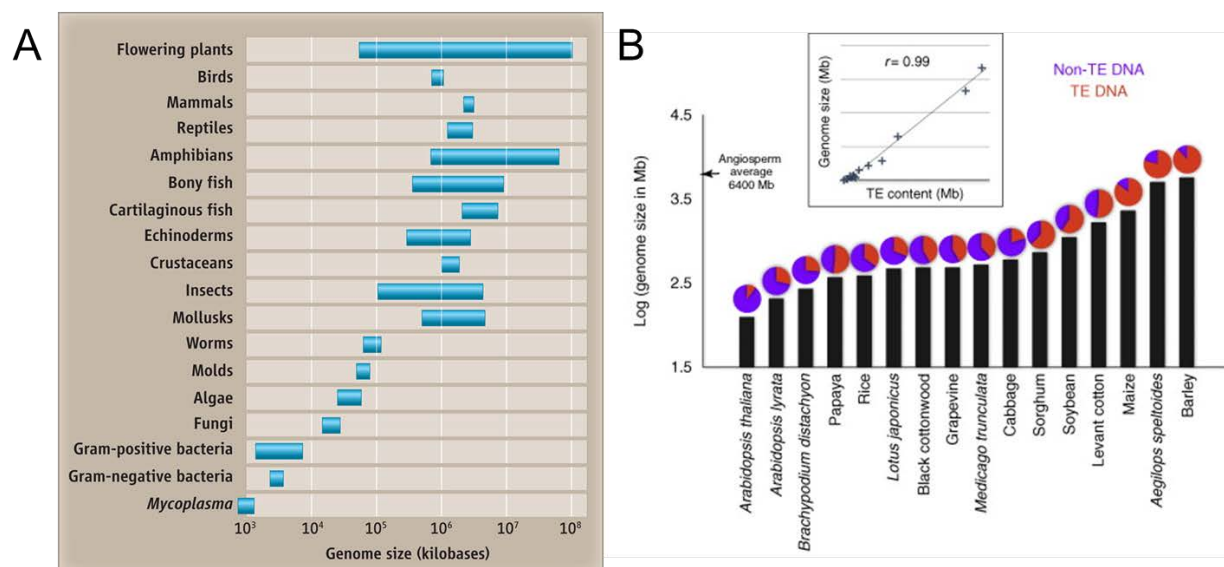 A
Flowering plants
Birds
Mammals
Reptiles
Amphibians
Bony fish
Cartilaginous fish
Echinoderms
Crustaceans
Insects
Mollusks
Worms
Molds
Algae
Fungi
Gram-positive bacteria
Gram-negative bacteria
Mycoplasma
10³ 10⁴ 10⁵ 10⁶ 10⁷ 10⁸
Genome size (kilobases)
B
r= 0.99
Genome size (Mb)
TE content (Mb)
Non-TE DNA
TE DNA
4.5
3.5
2.5
1.5
Log (genome size in Mb)
Angiosperm
average
6400 Mb
Arabidopsis thaliana
Arabidopsis lyrata
Brachypodium distachyon
Papaya
Rice
Lotus japonicus
Black cottonwood
Grapevine
Medicago trunculata
Cabbage
Sorghum
Soybean
Levant cotton
Maize
Aegilops speltoides
Barley